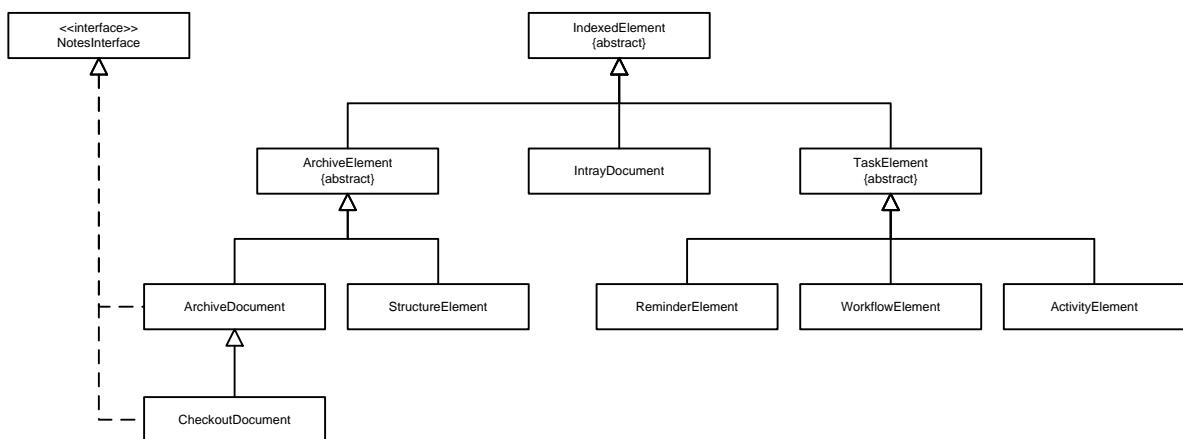 <<interface>>
NotesInterface
IndexedElement
{abstract}
ArchiveElement
{abstract}
IntrayDocument
TaskElement
{abstract}
ArchiveDocument
StructureElement
ReminderElement
WorkflowElement
ActivityElement
CheckoutDocument